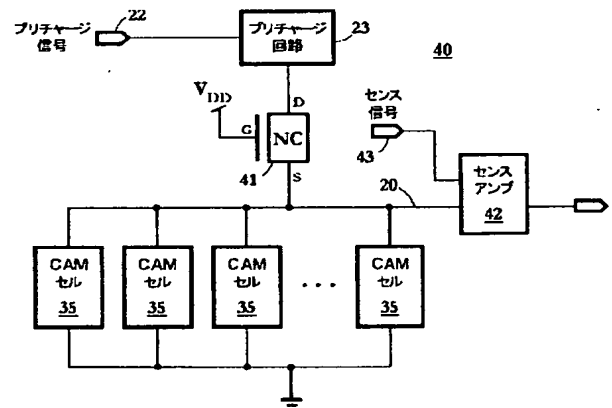 プリチャージ
信号
22
プリチャージ
回路
23
40
VDD
G
D
NC
41
S
センス
信号
43
20
センス
アンプ
42
CAM
セル
35
CAM
セル
35
CAM
セル
35
...
CAM
セル
35